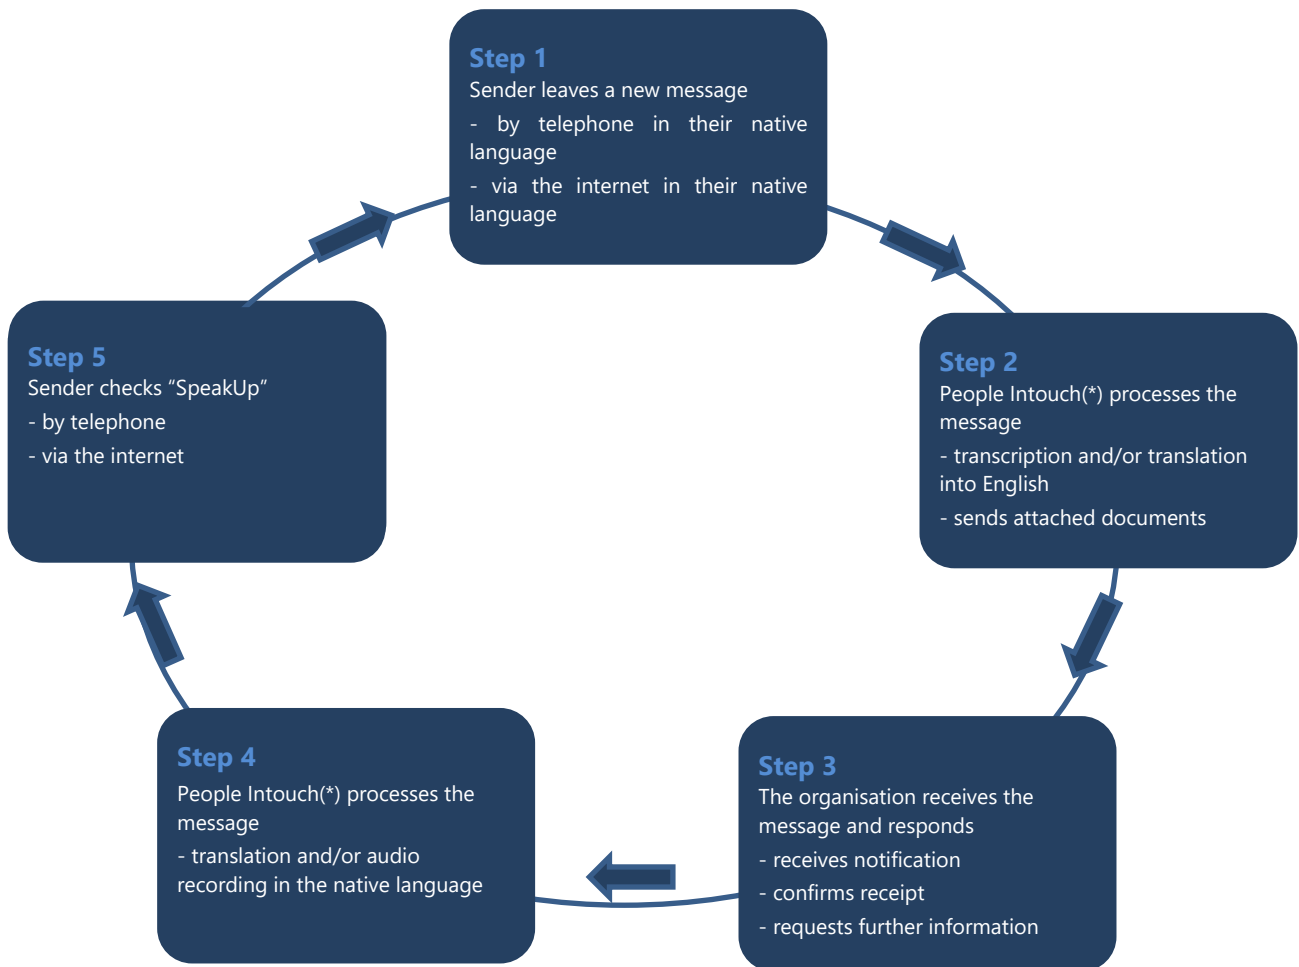 Step 1
Sender leaves a new message
- by telephone in their native
language
- via the internet in their native
language
Step 2
People Intouch(*) processes the
message
- transcription and/or translation
into English
- sends attached documents
Step 3
The organisation receives the
message and responds
- receives notification
- confirms receipt
- requests further information
Step 4
People Intouch(*) processes the
message
- translation and/or audio
recording in the native language
Step 5
Sender checks “SpeakUp”
- by telephone
- via the internet